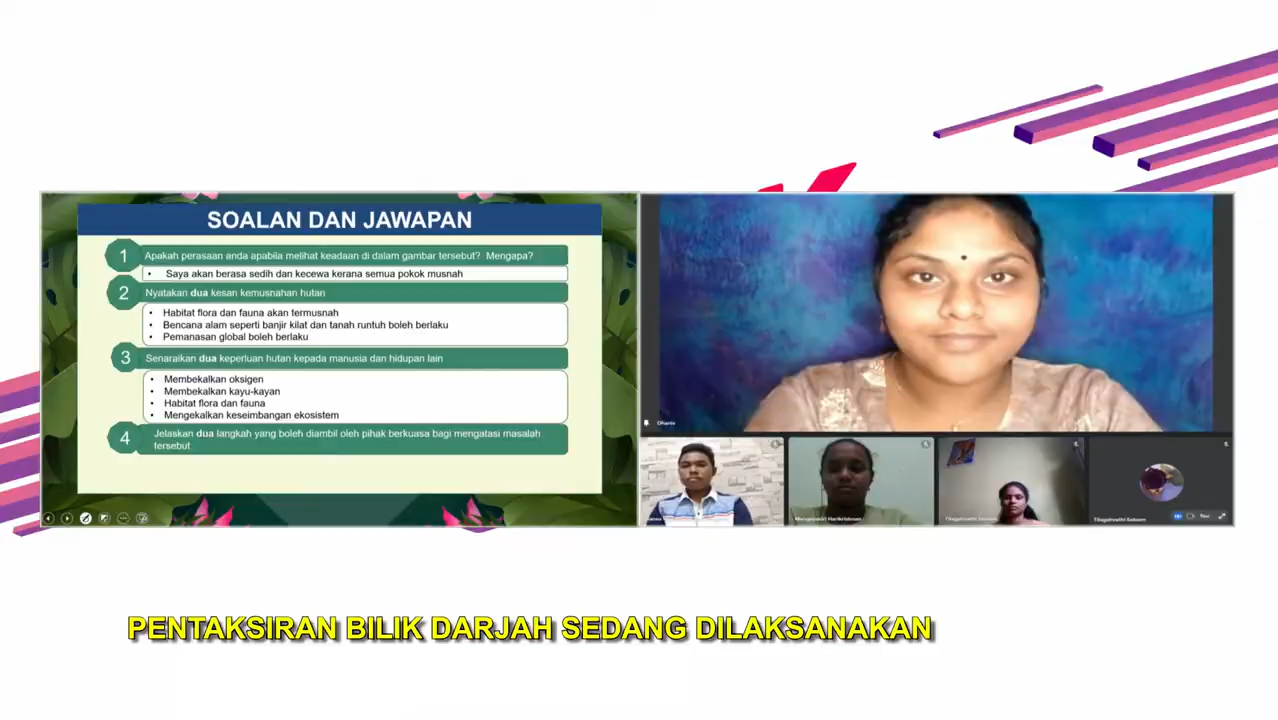 SOALAN DAN JAWAPAN
1 Apakah perasaan anda apabila melihat keadaan di dalam gambar tersebut? Mengapa?
• Saya akan berasa sedih dan kecewa kerana semua pokok musnah
2 Nyatakan dua kesan kemusnahan hutan
• Habitat flora dan fauna akan termusnah
• Bencana alam seperti banjir kilat dan tanah runtuh boleh berlaku
• Pemanasan global boleh berlaku
3 Senaraikan dua keperluan hutan kepada manusia dan hidupan lain
• Membekalkan oksigen
• Membekalkan kayu-kayan
• Habitat flora dan fauna
• Mengekalkan keseimbangan ekosistem
4 Jelaskan dua langkah yang boleh diambil oleh pihak berkuasa bagi mengatasi masalah
tersebut
You
PENTAKSIRAN BILIK DARJAH SEDANG DILAKSANAKAN